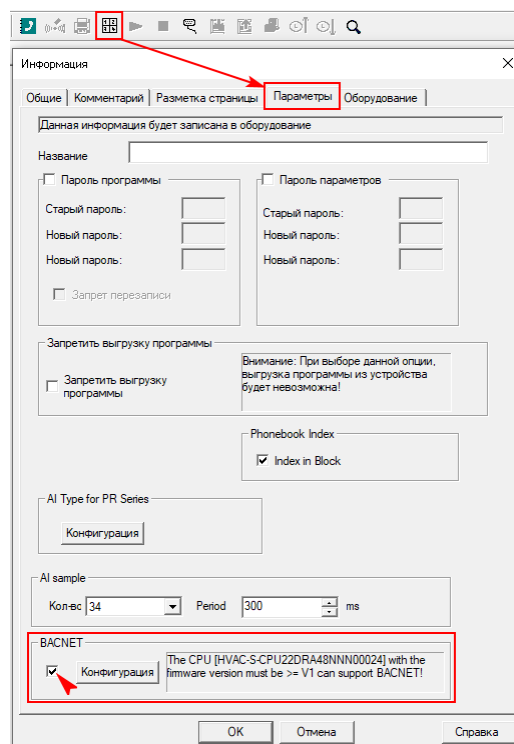 Информация
Общие Комментарий Разметка страницы Параметры Оборудование
Данная информация будет записана в оборудование
Название
Пароль программы Пароль параметров
Старый пароль: Старый пароль:
Новый пароль: Новый пароль:
Новый пароль: Новый пароль:
Запрет перезаписи
Запретить выгрузку программы
Внимание: При выборе данной опции,
выгрузка программы из устройства
будет невозможна!
Запретить выгрузку
программы
Phonebook Index
Index in Block
AI Type for PR Series
Конфигурация
AI sample
Кол-вс 34 Period 300 ms
BACNET
Конфигурация
The CPU [HVAC-S-CPU22DRA48NNN00024] with the
firmware version must be >= V1 can support BACNET!
OK Отмена Справка